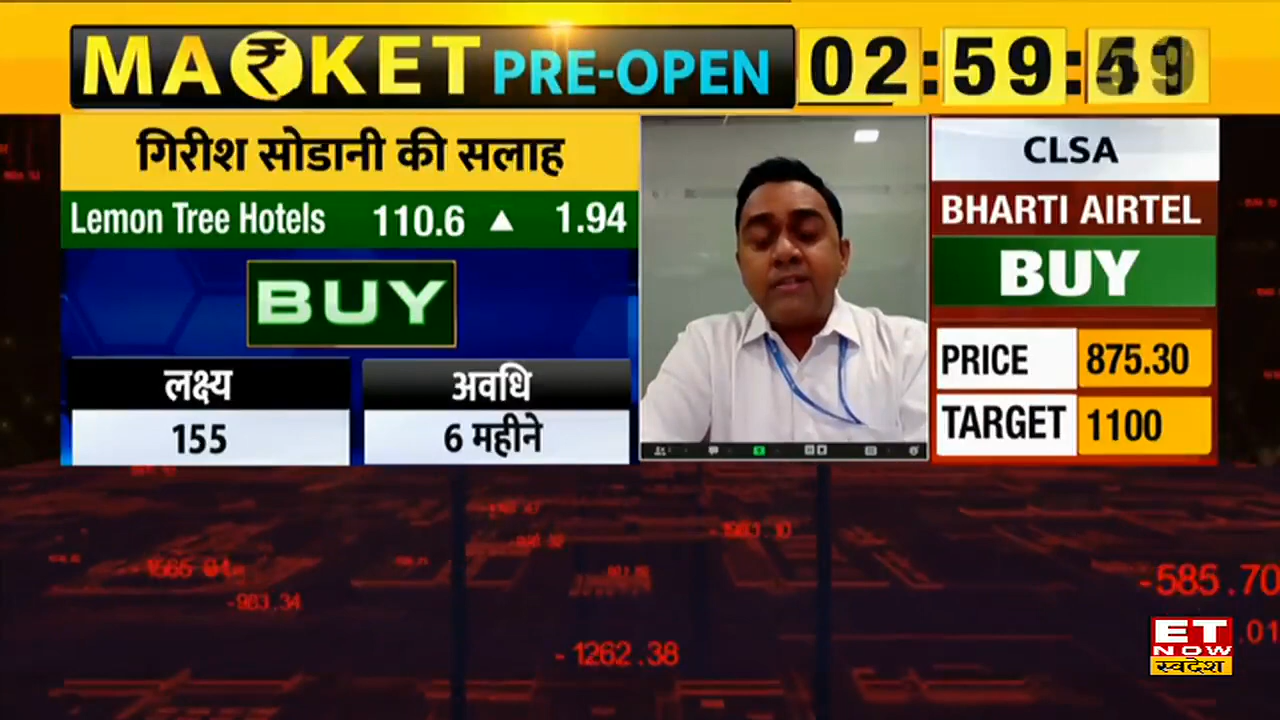 MA₹KET PRE-OPEN
02:59:49
गिरीश सोडानी की सलाह
Lemon Tree Hotels 110.6 ▲ 1.94
BUY
लक्ष्य
155
अवधि
6 महीने
CLSA
BHARTI AIRTEL
BUY
PRICE 875.30
TARGET 1100
-983.34
-1262.38
-585.70
.01
ET
NOW
स्वदेश